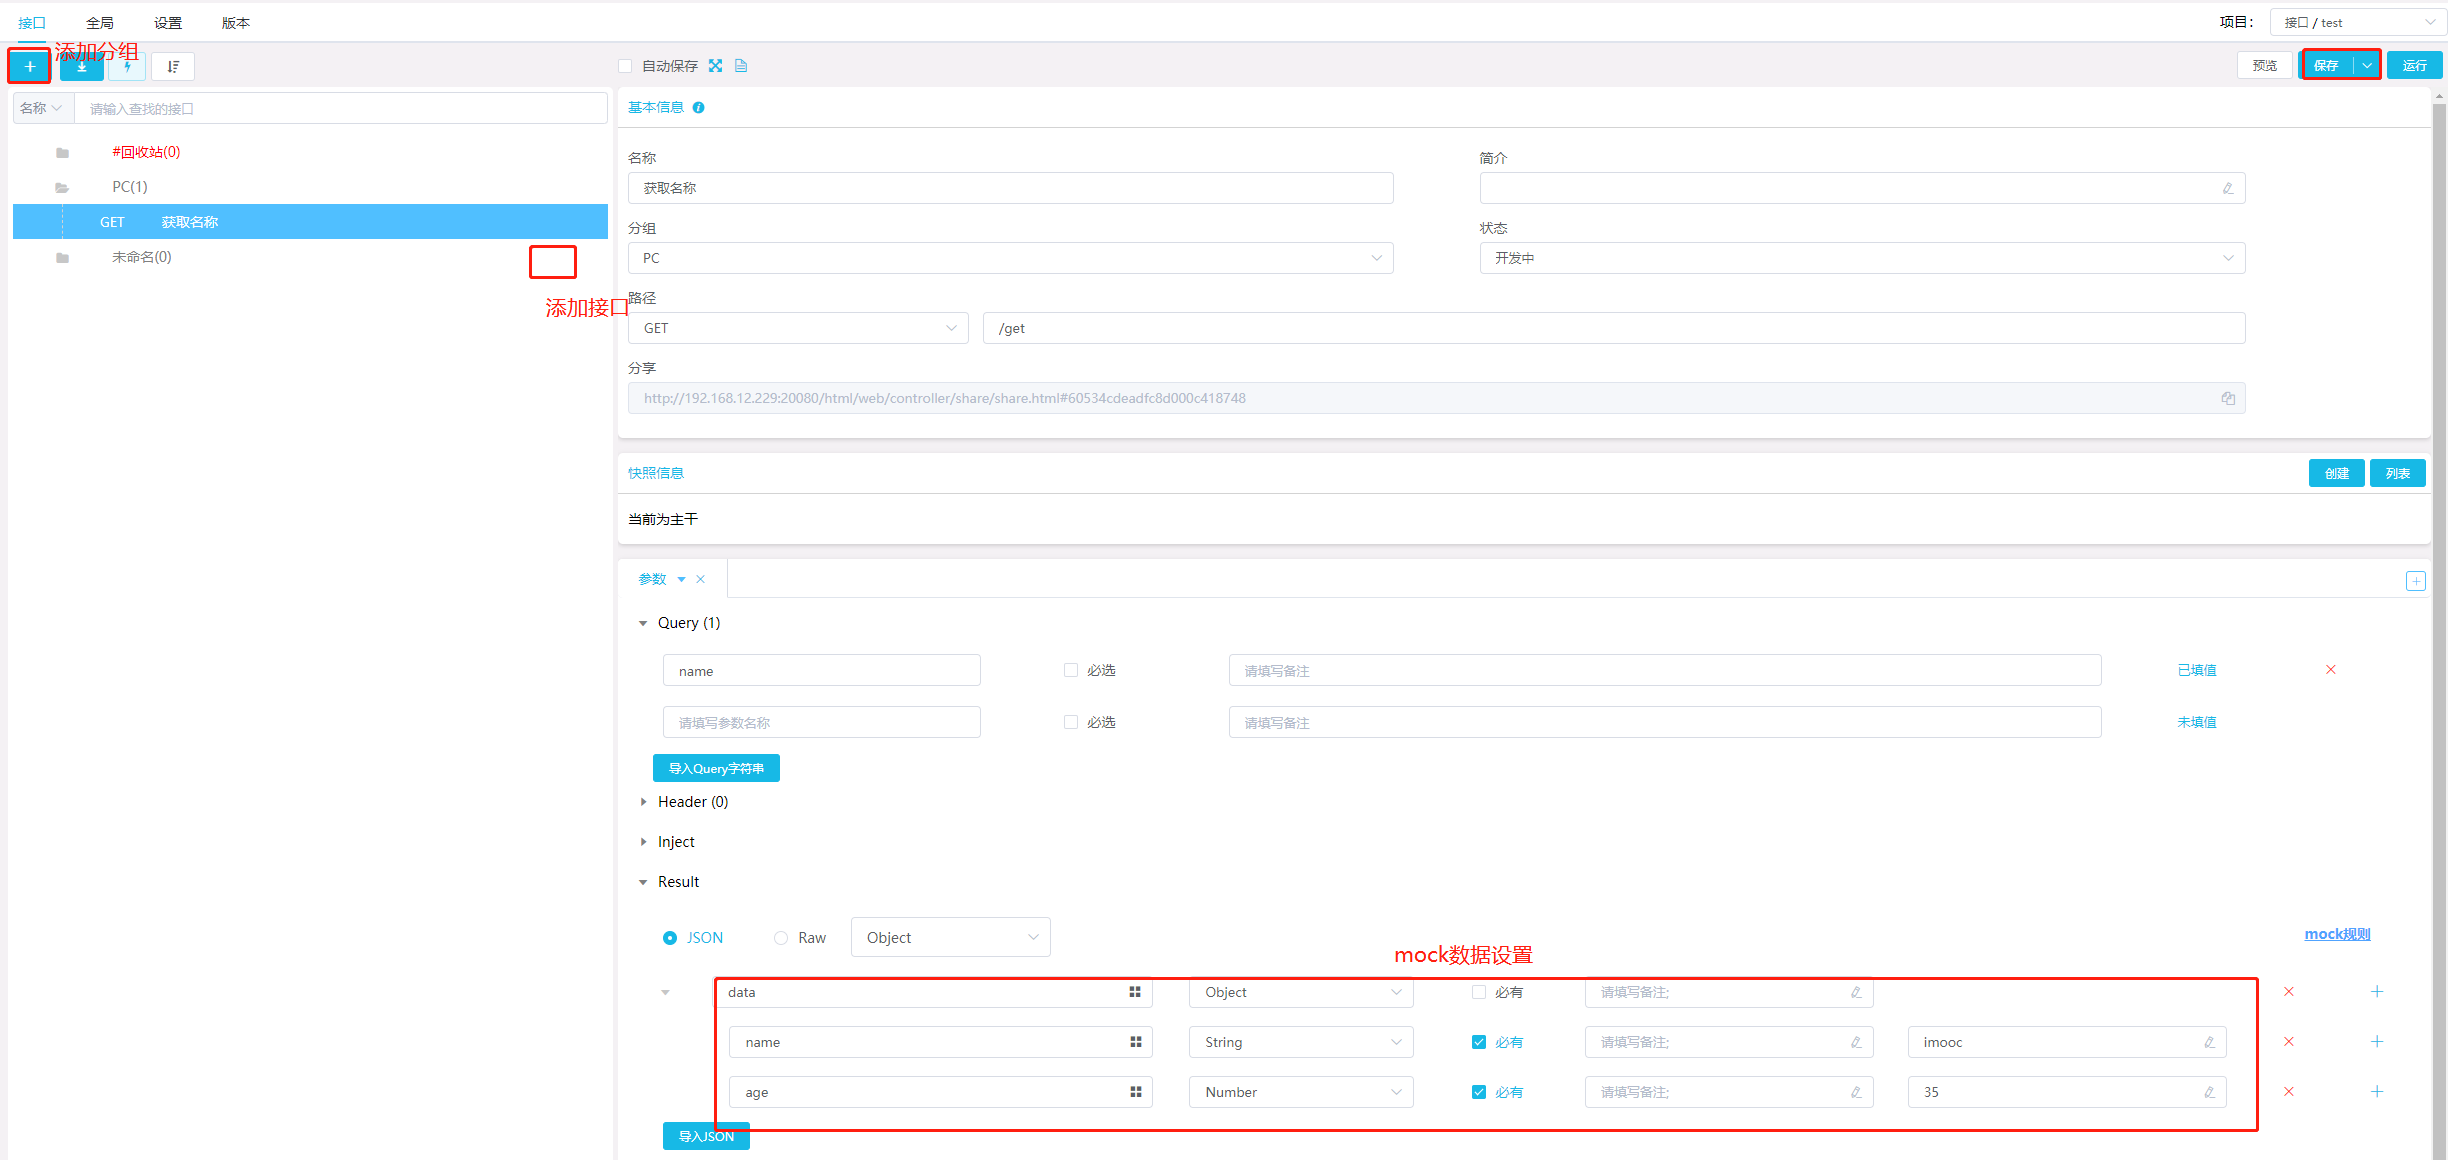 接口 全局 设置 版本 项目： 接口 / test
添加分组
自动保存 预览 保存 运行
名称 请输入查找的接口
#回收站(0)
PC(1)
GET 获取名称
未命名(0)
添加接口
基本信息
名称 简介
获取名称
分组 状态
PC 开发中
路径
GET /get
分享
http://192.168.12.229:20080/html/web/controller/share/share.html#60534cdeadfc8d000c418748
快照信息 创建 列表
当前为主干
参数
Query (1)
name 必选 请填写备注 已填值
请填写参数名称 必选 请填写备注 未填值
导入Query字符串
Header (0)
Inject
Result
JSON Raw Object mock规则
mock数据设置
data Object 必有 请填写备注;
name String 必有 请填写备注; imooc
age Number 必有 请填写备注; 35
导入JSON